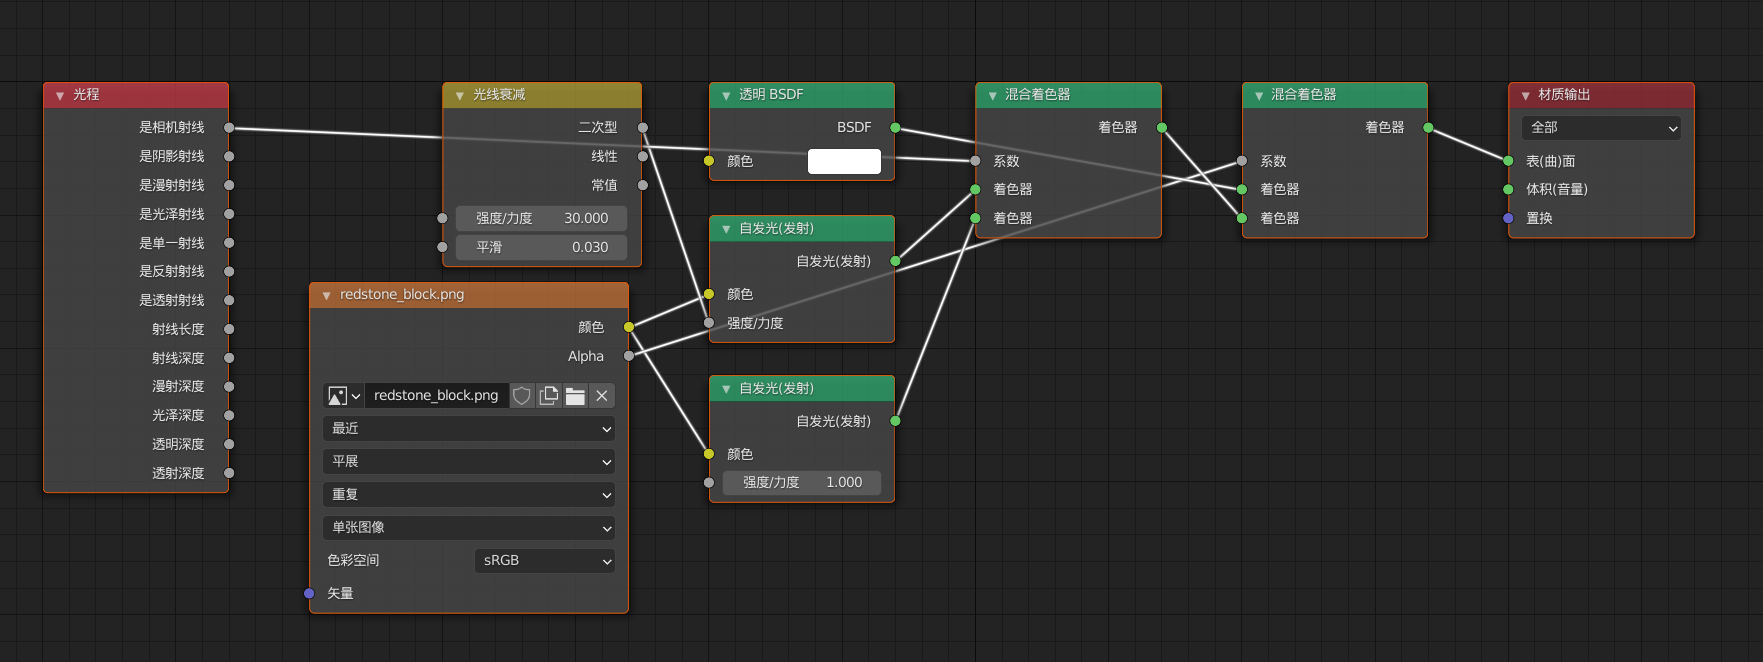 光程
是相机射线
是阴影射线
是漫射射线
是光泽射线
是单一射线
是反射射线
是透射射线
射线长度
射线深度
漫射深度
光泽深度
透明深度
透射深度
光线衰减
二次型
线性
常值
强度/力度 30.000
平滑 0.030
redstone_block.png
颜色
Alpha
redstone_block.png
最近
平展
重复
单张图像
色彩空间 sRGB
矢量
透明 BSDF
BSDF
颜色
自发光(发射)
自发光(发射)
颜色
强度/力度
自发光(发射)
自发光(发射)
颜色
强度/力度 1.000
混合着色器
着色器
系数
着色器
着色器
混合着色器
着色器
系数
着色器
着色器
材质输出
全部
表(曲)面
体积(音量)
置换